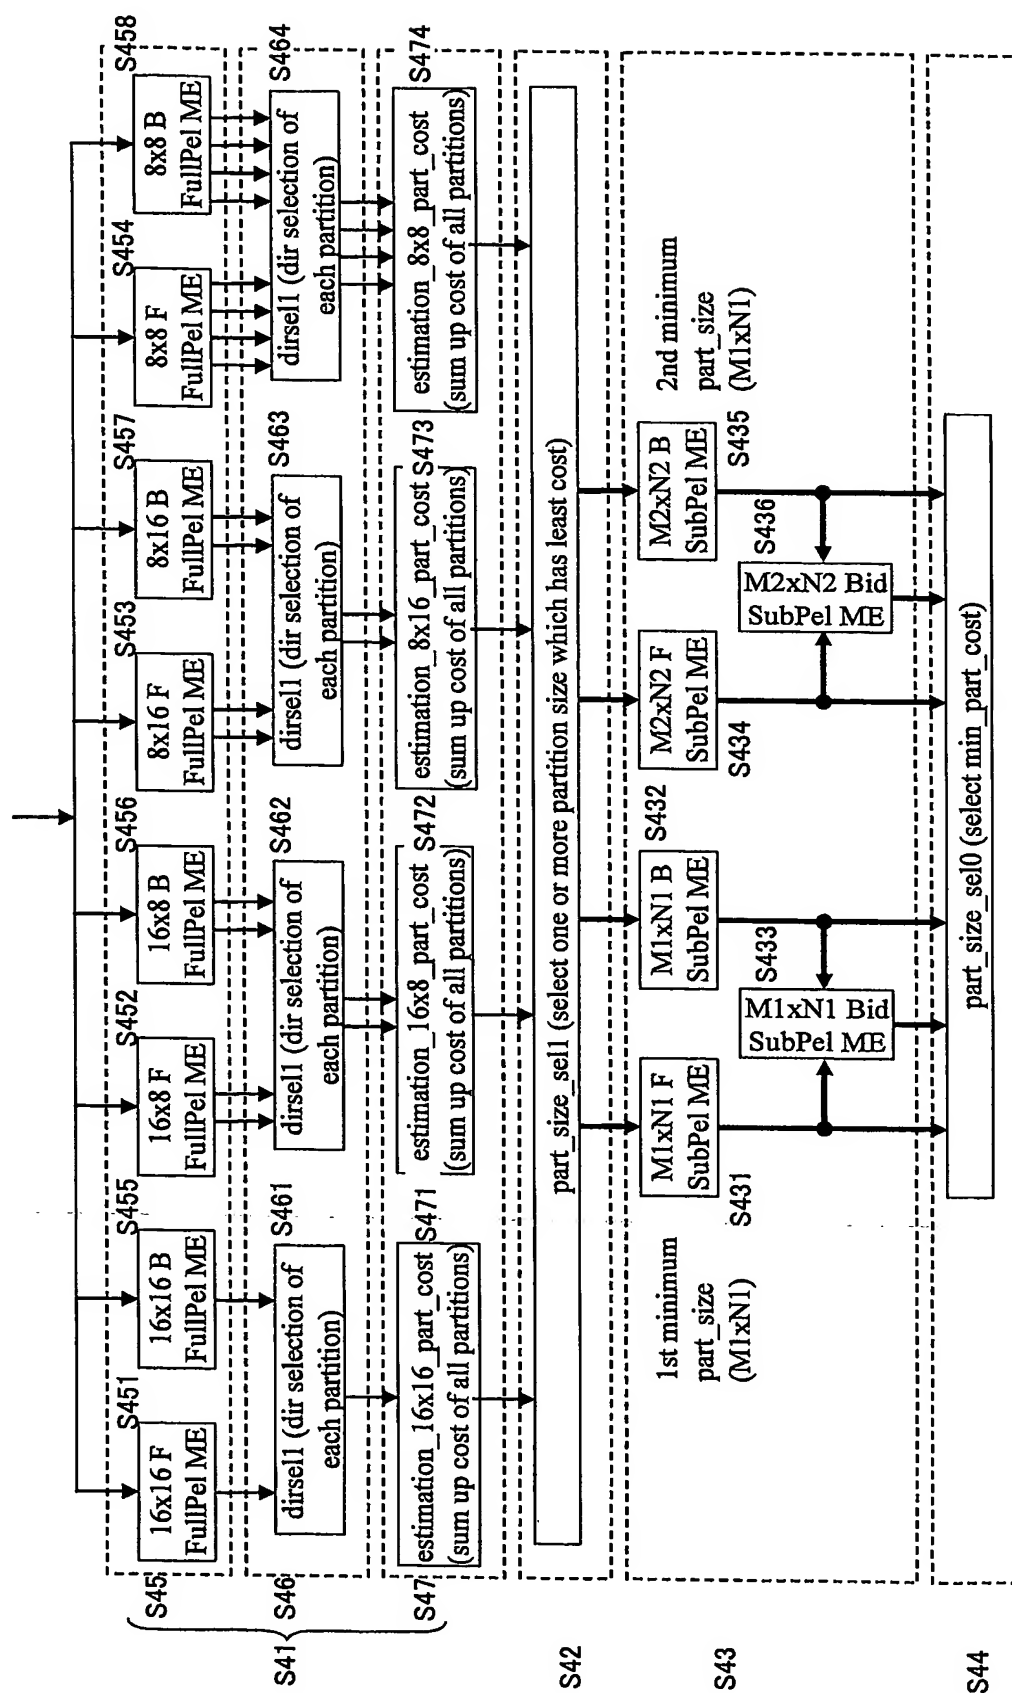 S41
S45
16x16 F
FullPel ME
S451
16x16 B
FullPel ME
S455
16x8 F
FullPel ME
S452
16x8 B
FullPel ME
S456
8x16 F
FullPel ME
S453
8x16 B
FullPel ME
S457
8x8 F
FullPel ME
S454
8x8 B
FullPel ME
S458
S46
dirsel1 (dir selection of
each partition)
S461
dirsel1 (dir selection of
each partition)
S462
dirsel1 (dir selection of
each partition)
S463
dirsel1 (dir selection of
each partition)
S464
S47
estimation_16x16_part_cost
(sum up cost of all partitions)
S471
estimation_16x8_part_cost
(sum up cost of all partitions)
S472
estimation_8x16_part_cost
(sum up cost of all partitions)
S473
estimation_8x8_part_cost
(sum up cost of all partitions)
S474
S42
part_size_sel1 (select one or more partition size which has least cost)
S43
1st minimum
part_size
(M1xN1)
M1xN1 F
SubPel ME
S431
M1xN1 B
SubPel ME
S432
M1xN1 Bid
SubPel ME
S433
M2xN2 F
SubPel ME
S434
M2xN2 B
SubPel ME
S435
M2xN2 Bid
SubPel ME
S436
2nd minimum
part_size
(M1xN1)
S44
part_size_sel0 (select min_part_cost)